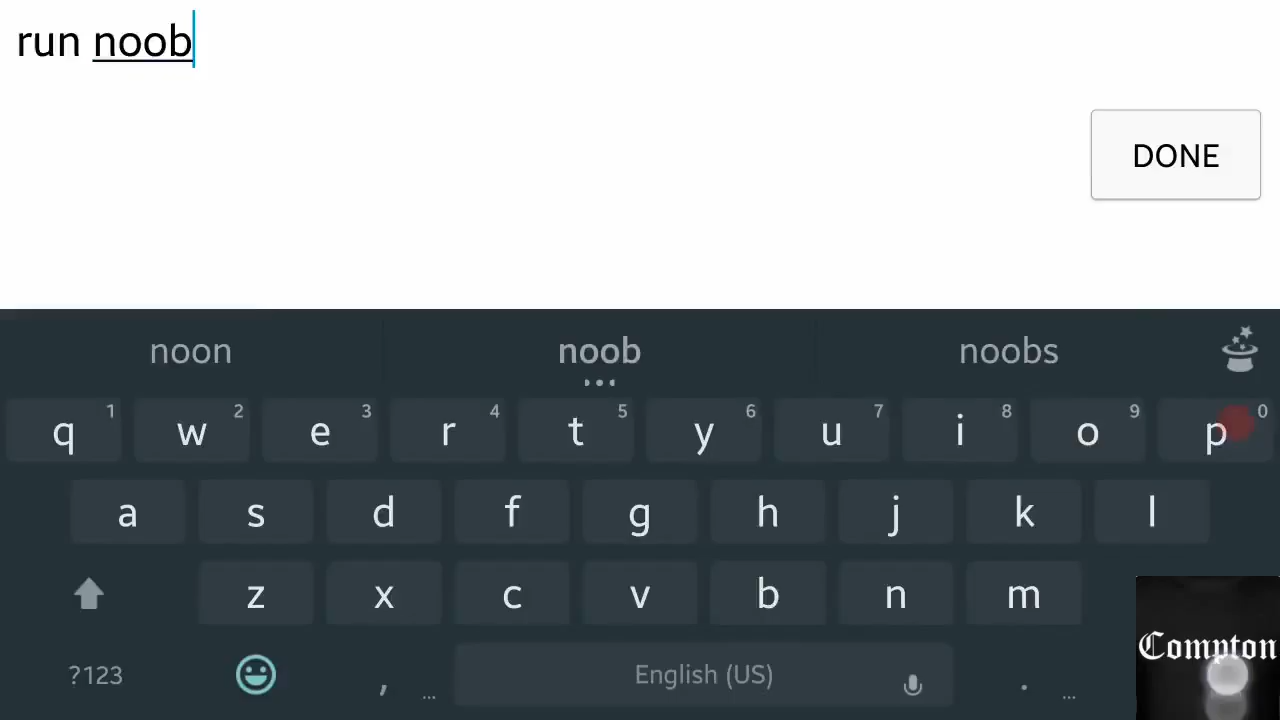 run noob
DONE
noon noob noobs
q 1 w 2 e 3 r 4 t 5 y 6 u 7 i 8 o 9 p 0
a s d f g h j k l
z x c v b n m
?123 , ... English (US) . ...
Compton